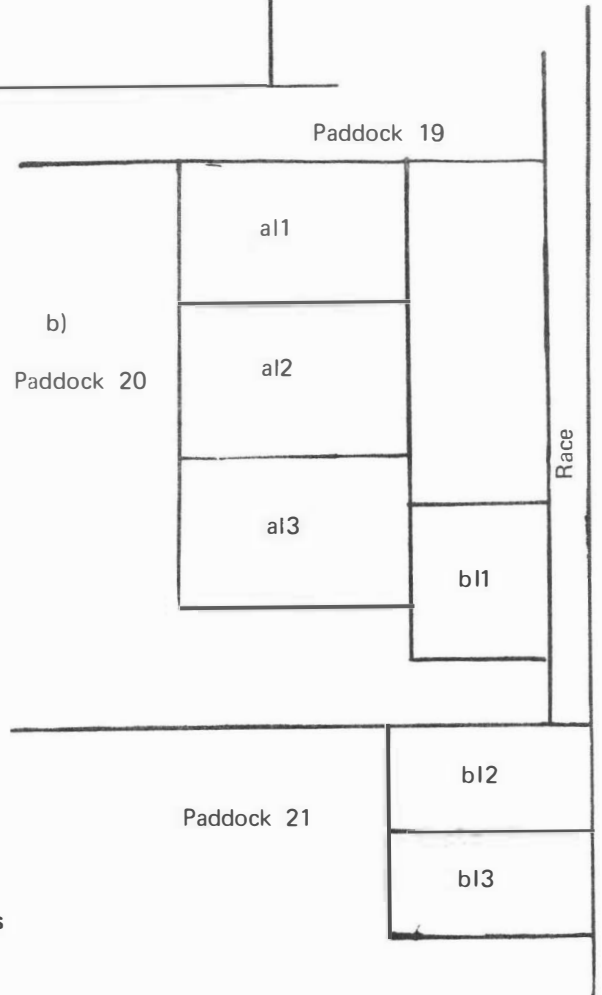 Paddock 19
al1
b)
al2
Paddock 20
Race
al3
bl1
bl2
Paddock 21
bl3
s